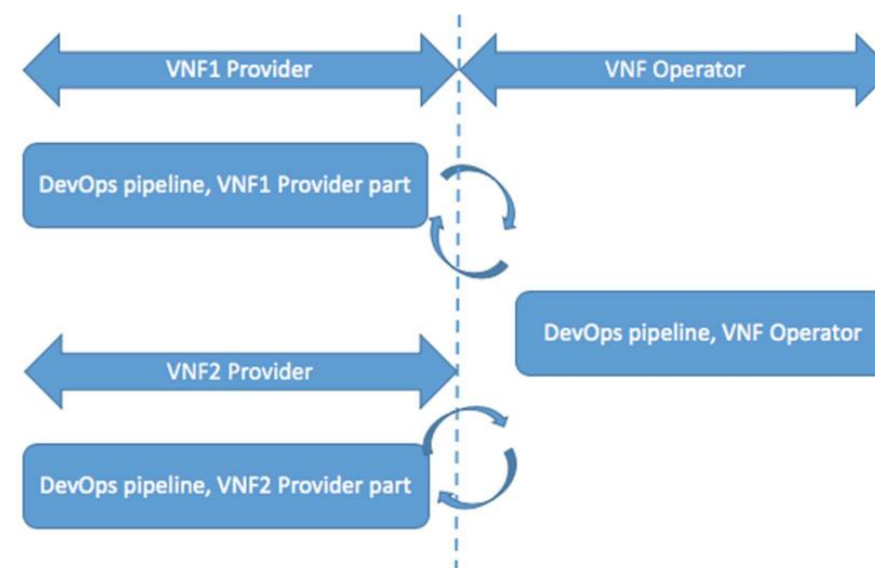 VNF1 Provider
VNF Operator
DevOps pipeline, VNF1 Provider part
DevOps pipeline, VNF Operator
VNF2 Provider
DevOps pipeline, VNF2 Provider part